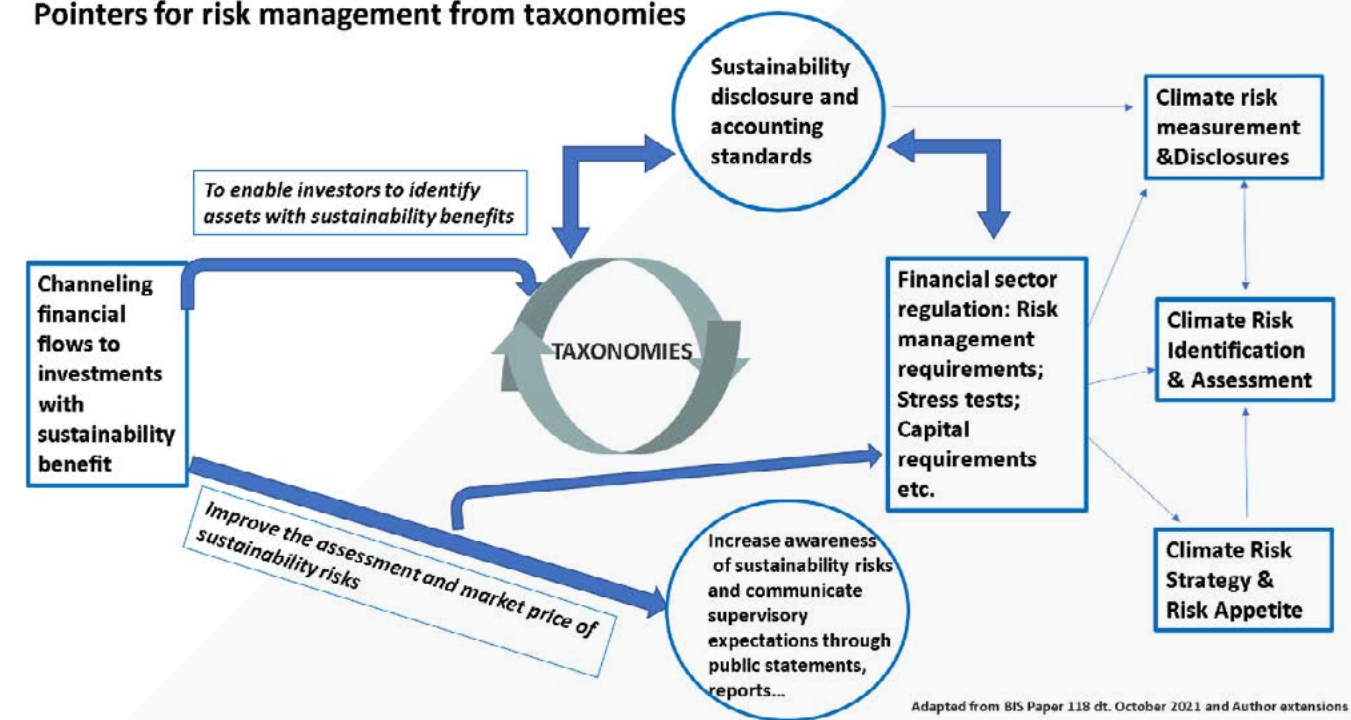 Pointers for risk management from taxonomies
Sustainability
disclosure and
accounting
standards
Climate risk
measurement
&Disclosures
To enable investors to identify
assets with sustainability benefits
Channeling
financial
flows to
investments
with
sustainability
benefit
TAXONOMIES
Financial sector
regulation: Risk
management
requirements;
Stress tests;
Capital
requirements
etc.
Climate Risk
Identification
& Assessment
Improve the assessment and market price of
sustainability risks
Increase awareness
of sustainability risks
and communicate
supervisory
expectations through
public statements,
reports...
Climate Risk
Strategy &
Risk Appetite
Adapted from BIS Paper 118 dt. October 2021 and Author extensions